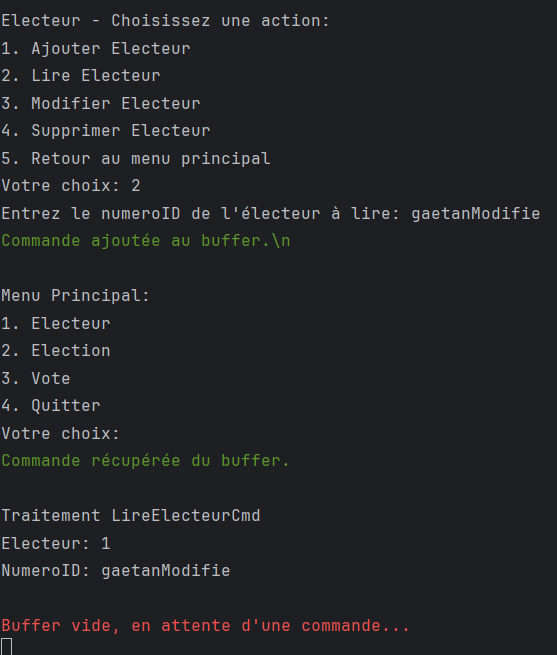 Electeur - Choisissez une action:
1. Ajouter Electeur
2. Lire Electeur
3. Modifier Electeur
4. Supprimer Electeur
5. Retour au menu principal
Votre choix: 2
Entrez le numeroID de l'électeur à lire: gaetanModifie
Commande ajoutée au buffer.\n
Menu Principal:
1. Electeur
2. Election
3. Vote
4. Quitter
Votre choix:
Commande récupérée du buffer.
Traitement LireElecteurCmd
Electeur: 1
NumeroID: gaetanModifie
Buffer vide, en attente d'une commande...